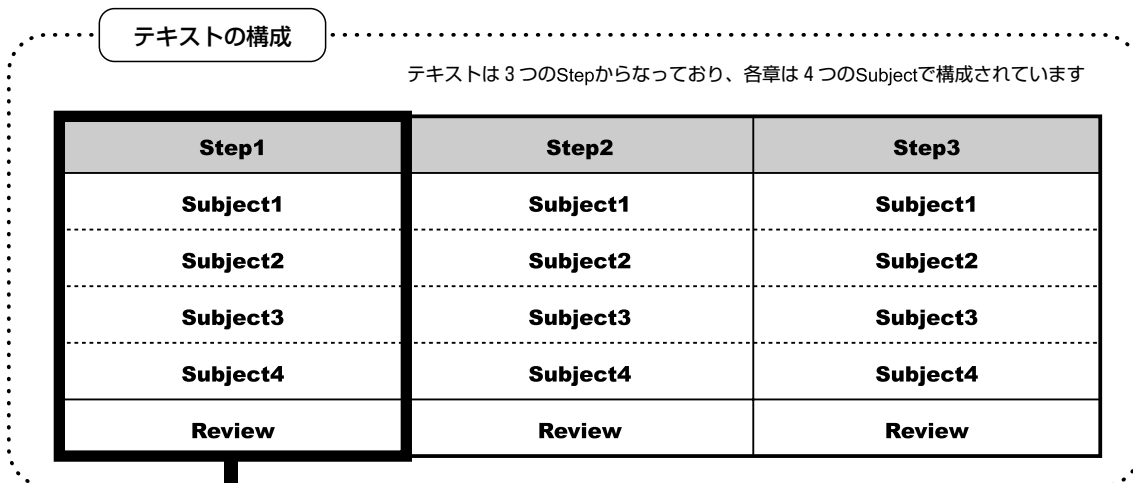 テキストの構成
テキストは3つのStepからなっており、各章は4つのSubjectで構成されています
Step1 Step2 Step3
Subject1 Subject1 Subject1
Subject2 Subject2 Subject2
Subject3 Subject3 Subject3
Subject4 Subject4 Subject4
Review Review Review